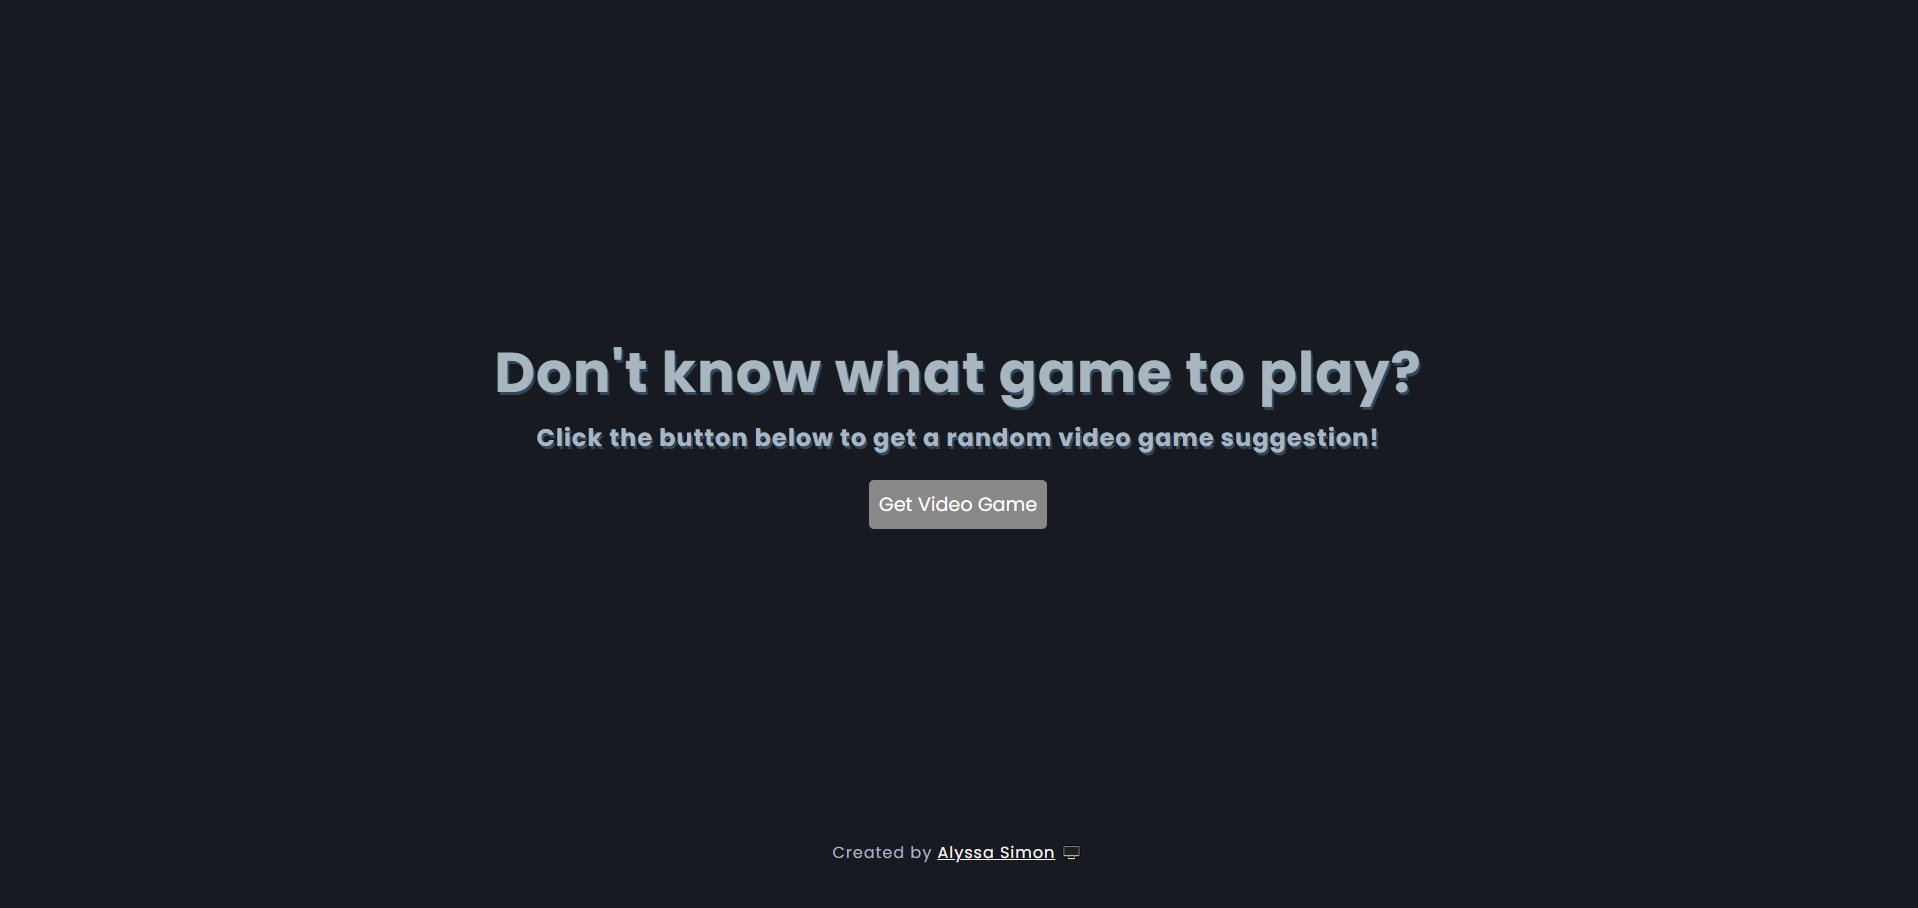 Don't know what game to play?
Click the button below to get a random video game suggestion!
Get Video Game
Created by Alyssa Simon